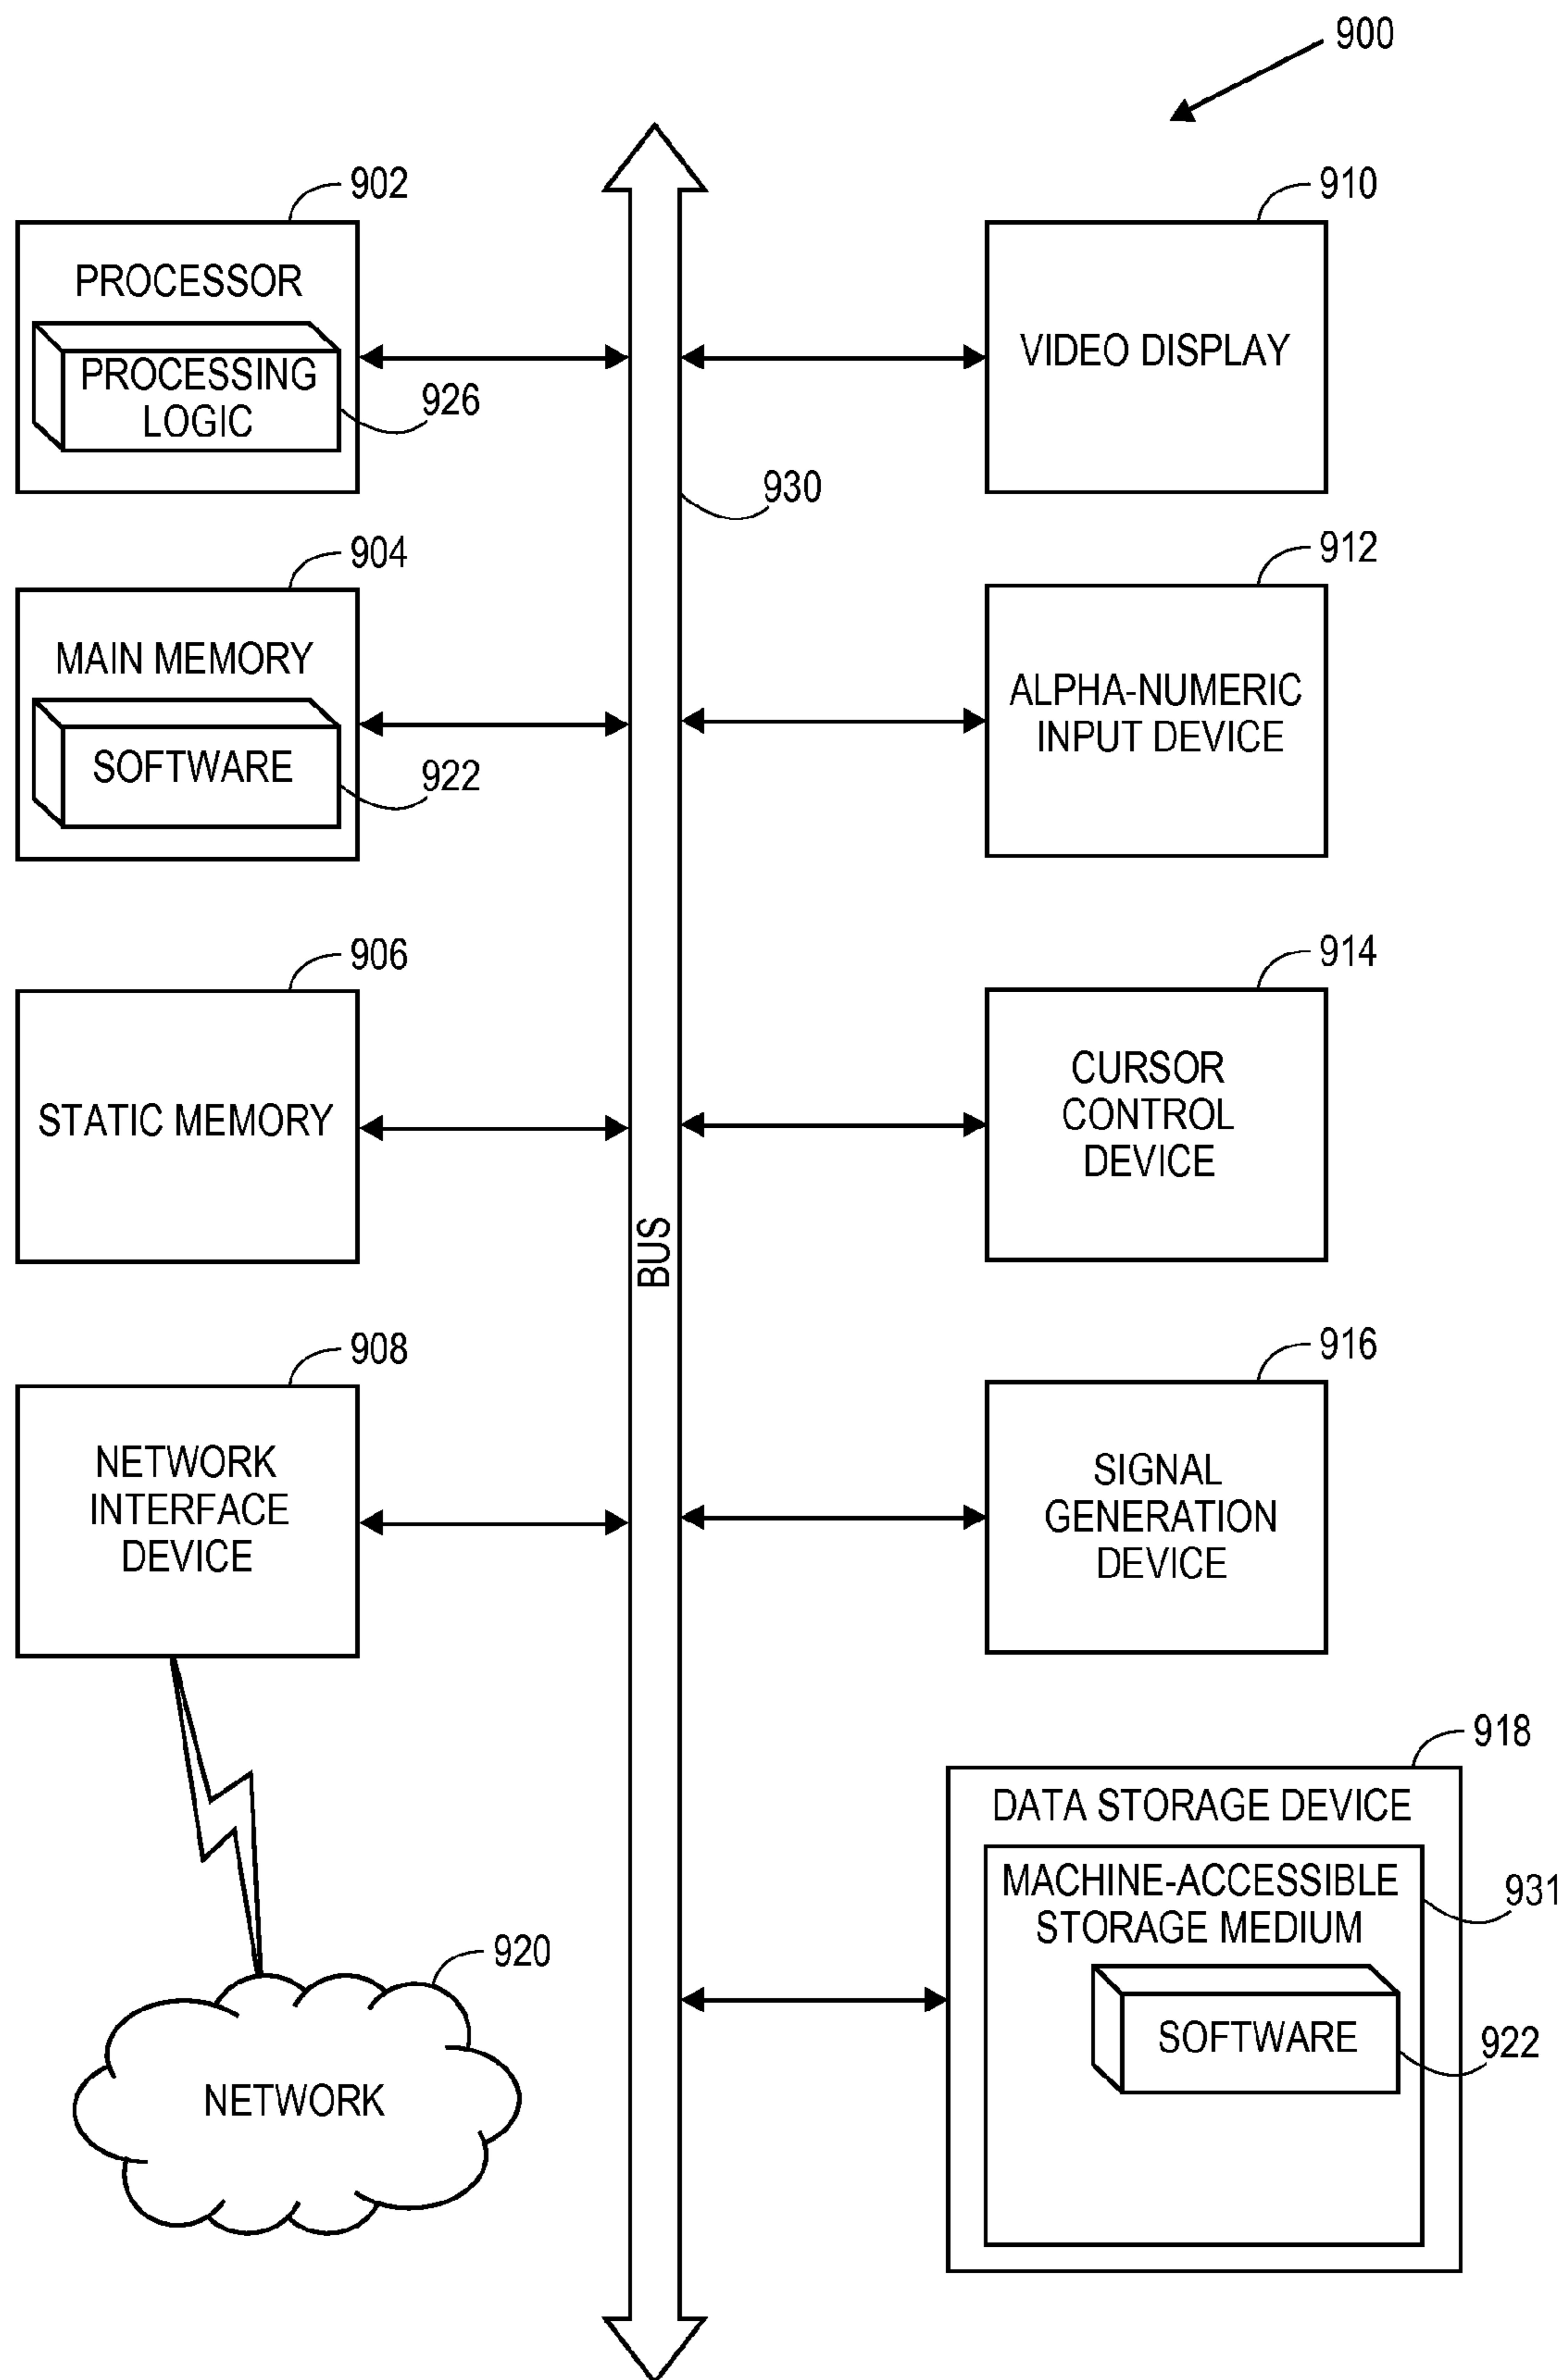 900
902
PROCESSOR
PROCESSING
LOGIC
926
904
MAIN MEMORY
SOFTWARE
922
906
STATIC MEMORY
908
NETWORK
INTERFACE
DEVICE
920
NETWORK
930
BUS
910
VIDEO DISPLAY
912
ALPHA-NUMERIC
INPUT DEVICE
914
CURSOR
CONTROL
DEVICE
916
SIGNAL
GENERATION
DEVICE
918
DATA STORAGE DEVICE
MACHINE-ACCESSIBLE
STORAGE MEDIUM
931
SOFTWARE
922